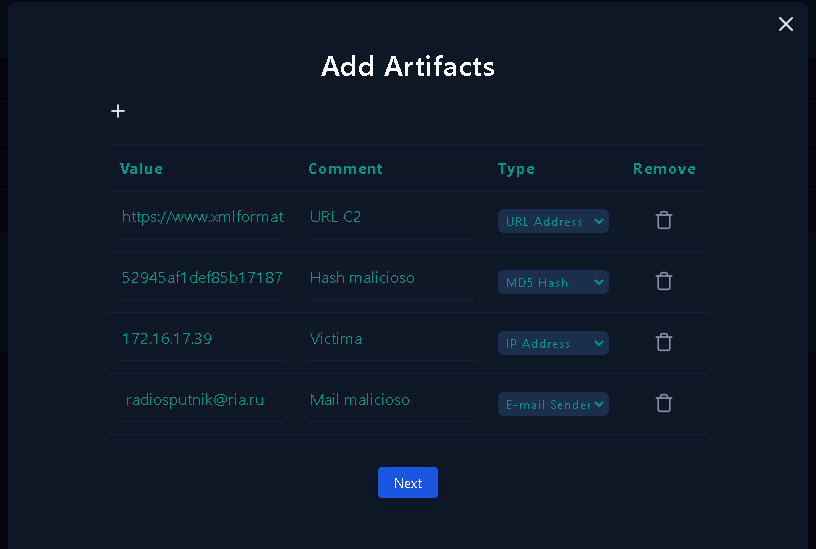 Add Artifacts
Value Comment Type Remove
https://www.xmlformat URL C2 URL Address
52945af1def85b17187 Hash malicioso MD5 Hash
172.16.17.39 Victima IP Address
radiosputnik@ria.ru Mail malicioso E-mail Sender
Next